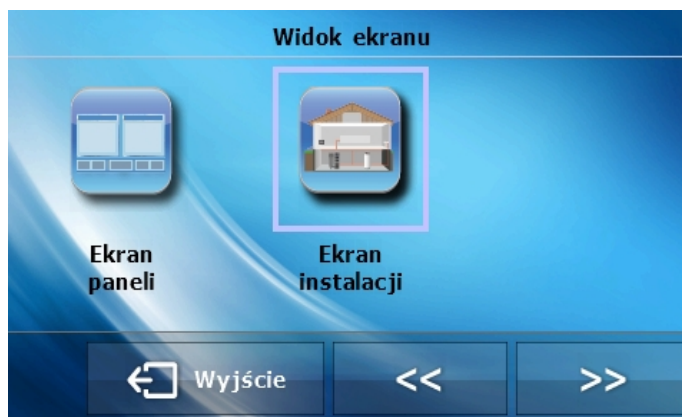 Widok ekranu
Ekran
paneli
Ekran
instalacji
Wyjście
<<
>>